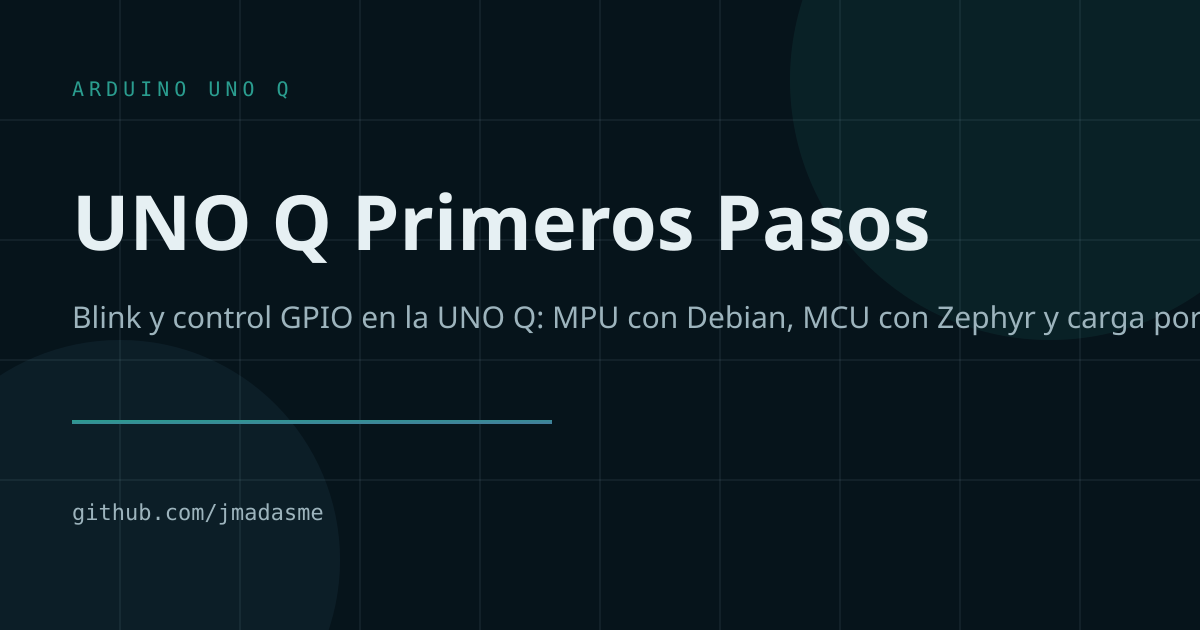 ARDUINO UNO Q
UNO Q Primeros Pasos
Blink y control GPIO en la UNO Q: MPU con Debian, MCU con Zephyr y carga por
github.com/jmadasme